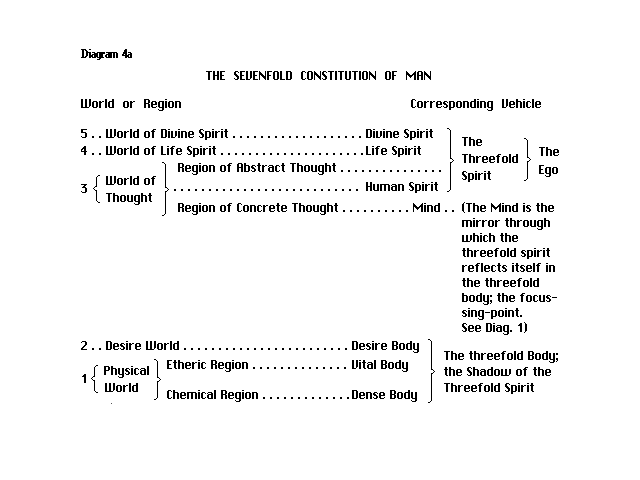 Diagram 4a
THE SEVENFOLD CONSTITUTION OF MAN
World or Region Corresponding Vehicle
5 . . World of Divine Spirit . . . . . . . . . . . . . . . . . . Divine Spirit
4 . . World of Life Spirit . . . . . . . . . . . . . . . . . . . . Life Spirit
The
Threefold
Spirit
The
Ego
3 World of
Thought
Region of Abstract Thought . . . . . . . . . . . . . .
. . . . . . . . . . . . . . . . . . . . . . . . . . Human Spirit
Region of Concrete Thought . . . . . . . . . . Mind . . (The Mind is the
mirror through
which the
threefold spirit
reflects itself in
the threefold
body; the focus-
sing-point.
See Diag. 1)
2 . . Desire World . . . . . . . . . . . . . . . . . . . . . . . Desire Body
1 Physical
World
Etheric Region . . . . . . . . . . . . . Vital Body
Chemical Region . . . . . . . . . . . . . Dense Body
The threefold Body;
the Shadow of the
Threefold Spirit